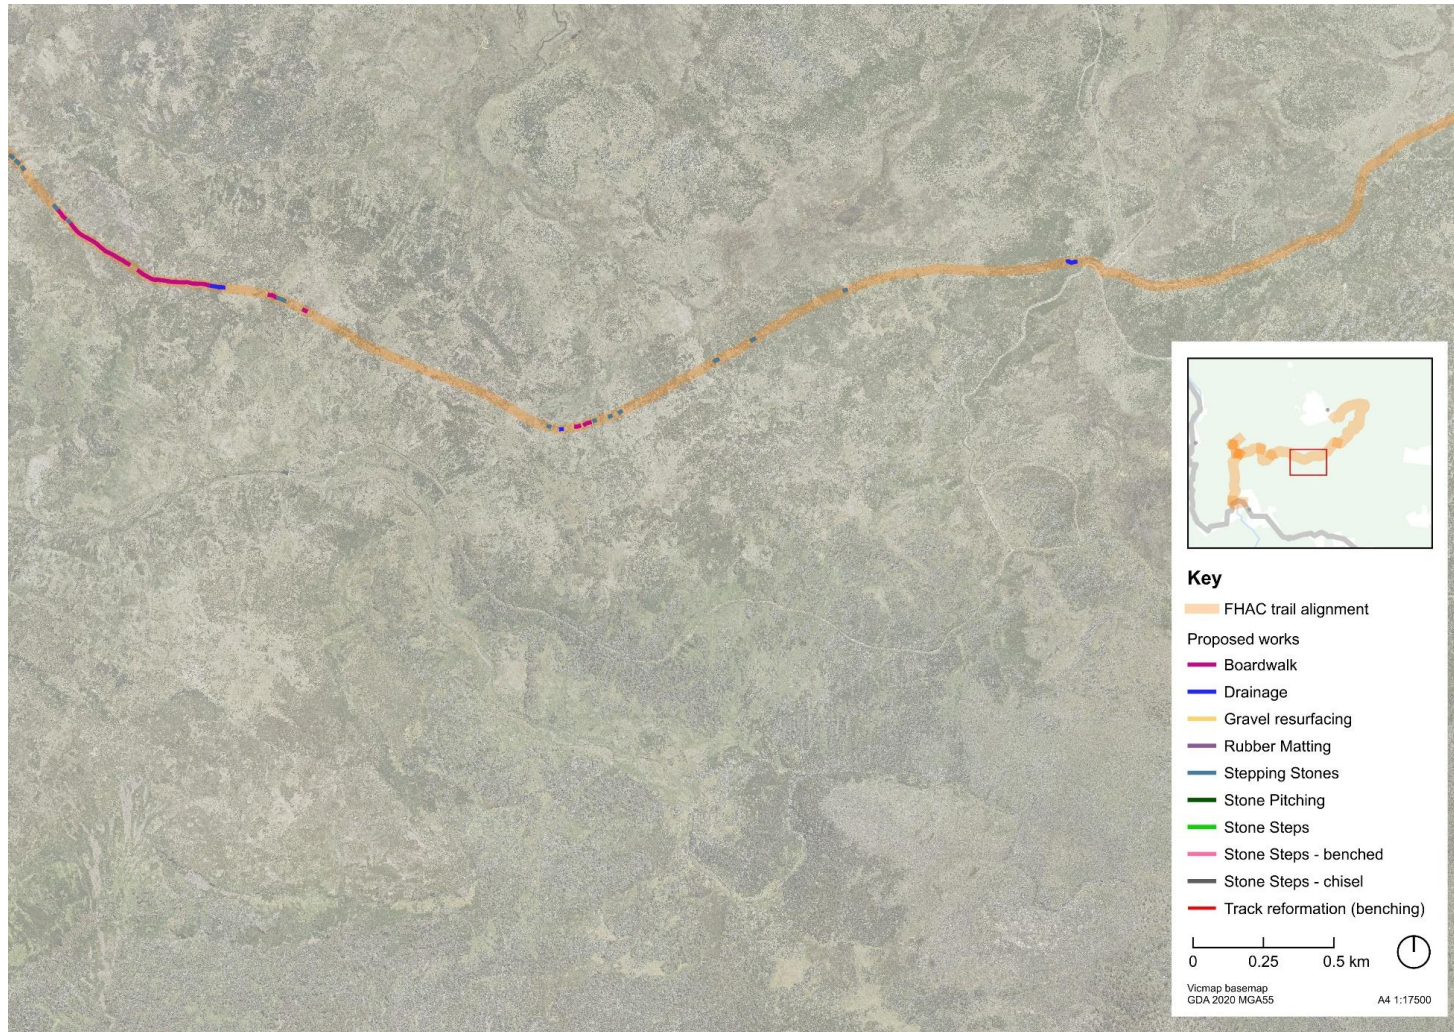 Key
FHAC trail alignment
Proposed works
Boardwalk
Drainage
Gravel resurfacing
Rubber Matting
Stepping Stones
Stone Pitching
Stone Steps
Stone Steps - benched
Stone Steps - chisel
Track reformation (benching)
0 0.25 0.5 km
Vicmap basemap
GDA 2020 MGA55 A4 1:17500